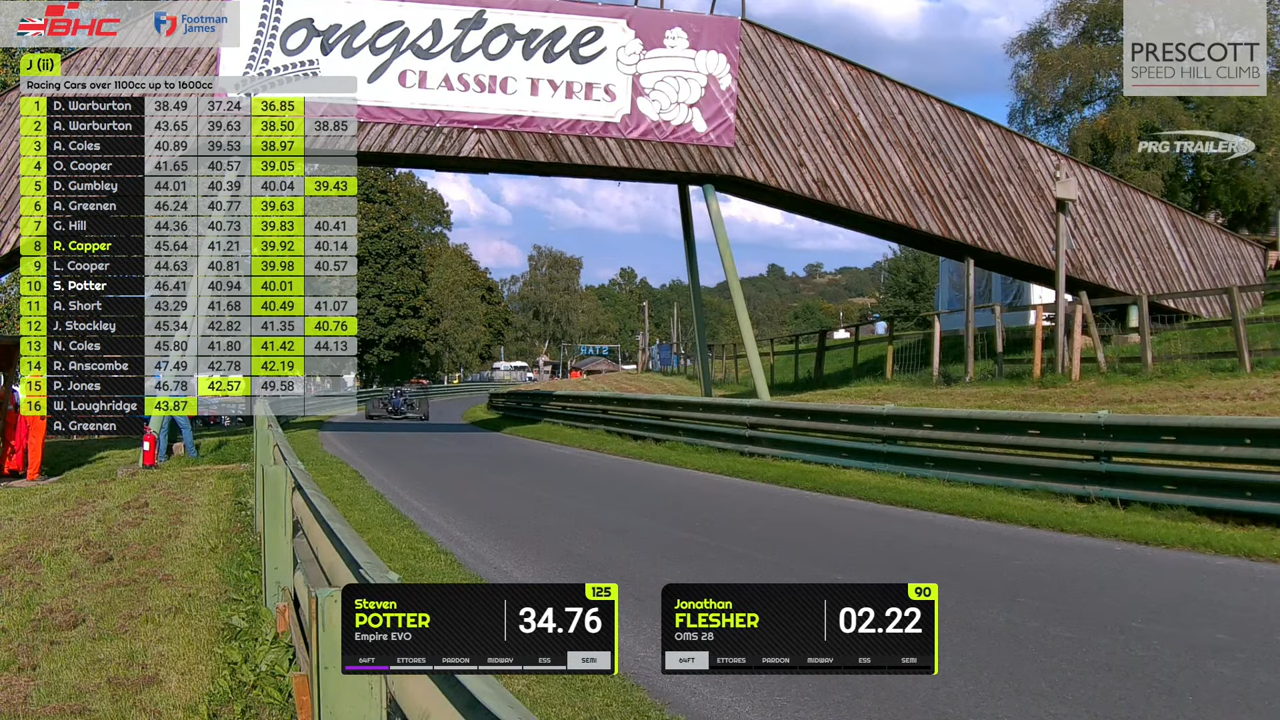 BHC
Footman
James
Longstone
CLASSIC TYRES
PRESCOTT
SPEED HILL CLIMB
PRG TRAILERS
J (ii)
Racing Cars over 1100cc up to 1600cc
1 D. Warburton 38.49 37.24 36.85
2 A. Warburton 43.65 39.63 38.50 38.85
3 A. Coles 40.89 39.53 38.97
4 O. Cooper 41.65 40.57 39.05
5 D. Gumbley 44.01 40.39 40.04 39.43
6 A. Greenen 46.24 40.77 39.63
7 G. Hill 44.36 40.73 39.83 40.41
8 R. Capper 45.64 41.21 39.92 40.14
9 L. Cooper 44.63 40.81 39.98 40.57
10 S. Potter 46.41 40.94 40.01
11 A. Short 43.29 41.68 40.49 41.07
12 J. Stockley 45.34 42.82 41.35 40.76
13 N. Coles 45.80 41.80 41.42 44.13
14 R. Anscombe 47.49 42.78 42.19
15 P. Jones 46.78 42.57 49.58
16 W. Loughridge 43.87
A. Greenen
125
Steven
POTTER
Empire EVO
34.76
64FT ETTORES PARDON MIDWAY ESS SEMI
90
Jonathan
FLESHER
OMS 28
02.22
64FT ETTORES PARDON MIDWAY ESS SEMI